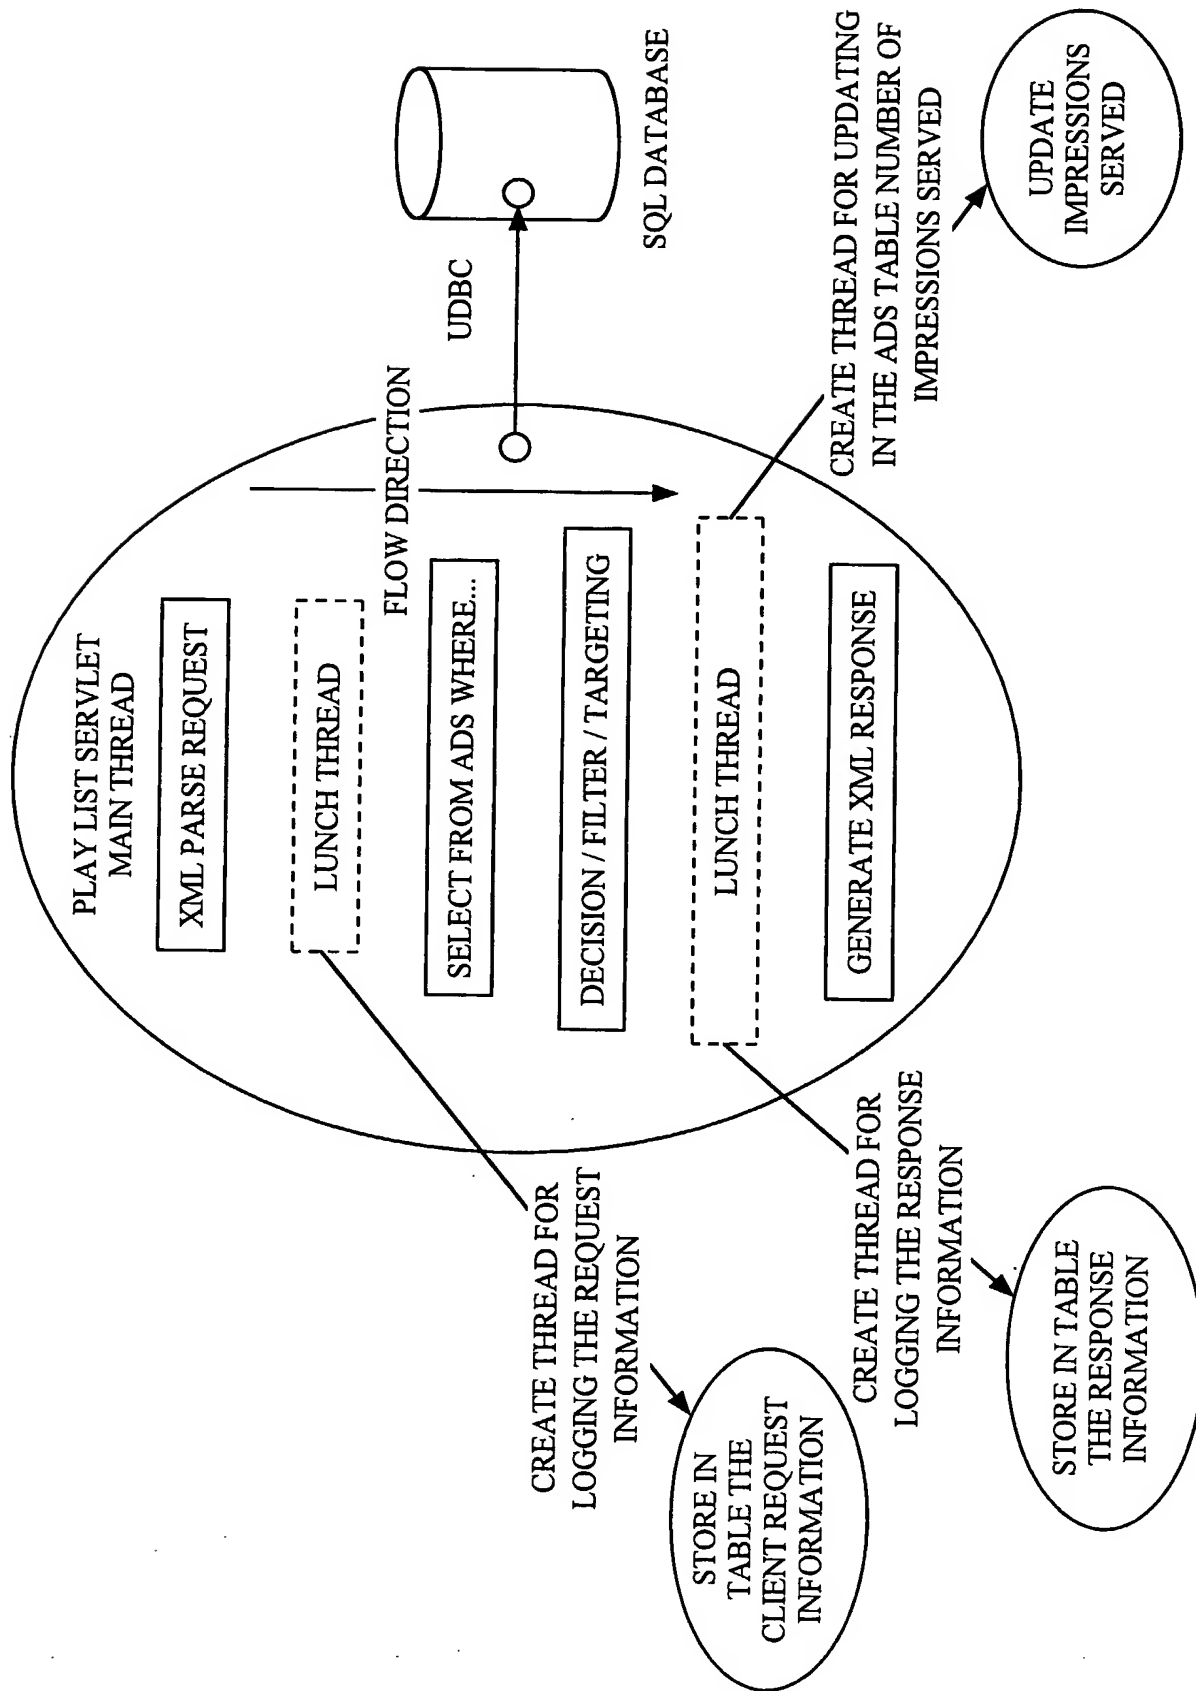 PLAY LIST SERVLET
MAIN THREAD
XML PARSE REQUEST
LUNCH THREAD
FLOW DIRECTION
SELECT FROM ADS WHERE...
DECISION / FILTER / TARGETING
LUNCH THREAD
GENERATE XML RESPONSE
UDBC
SQL DATABASE
CREATE THREAD FOR
LOGGING THE REQUEST
INFORMATION
STORE IN
TABLE THE
CLIENT REQUEST
INFORMATION
CREATE THREAD FOR
LOGGING THE RESPONSE
INFORMATION
STORE IN TABLE
THE RESPONSE
INFORMATION
CREATE THREAD FOR UPDATING
IN THE ADS TABLE NUMBER OF
IMPRESSIONS SERVED
UPDATE
IMPRESSIONS
SERVED